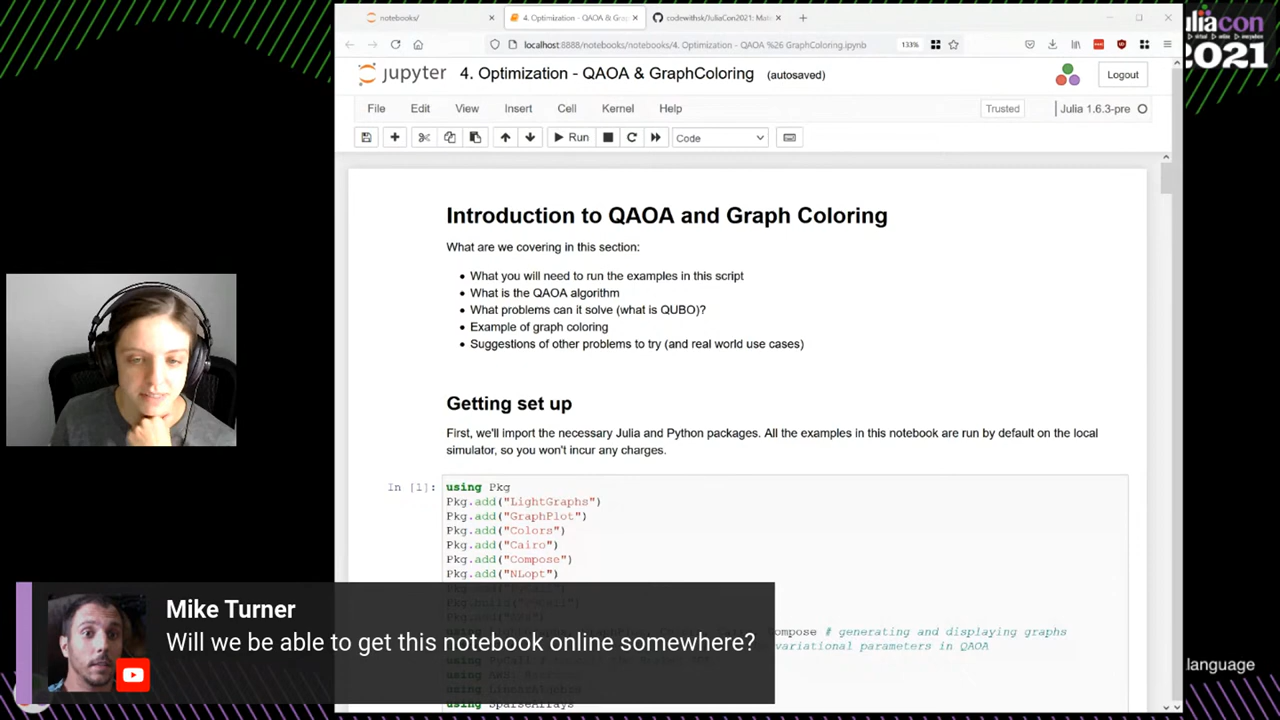 notebooks/
4. Optimization - QAOA & Gra
codewithsk/JuliaCon2021: Mat
localhost:8888/notebooks/notebooks/4. Optimization - QAOA %26 GraphColoring.ipynb
133%
juliacon
2021
jupyter
4. Optimization - QAOA & GraphColoring (autosaved)
Logout
File Edit View Insert Cell Kernel Help
Trusted
Julia 1.6.3-pre
Run
Code
Introduction to QAOA and Graph Coloring
What are we covering in this section:
• What you will need to run the examples in this script
• What is the QAOA algorithm
• What problems can it solve (what is QUBO)?
• Example of graph coloring
• Suggestions of other problems to try (and real world use cases)
Getting set up
First, we'll import the necessary Julia and Python packages. All the examples in this notebook are run by default on the local
simulator, so you won't incur any charges.
In [1]:
using Pkg
Pkg.add("LightGraphs")
Pkg.add("GraphPlot")
Pkg.add("Colors")
Pkg.add("Cairo")
Pkg.add("Compose")
Pkg.add("NLopt")
ompose # generating and displaying graphs
variational parameters in QAOA
using SparseArrays
Mike Turner
Will we be able to get this notebook online somewhere?
language